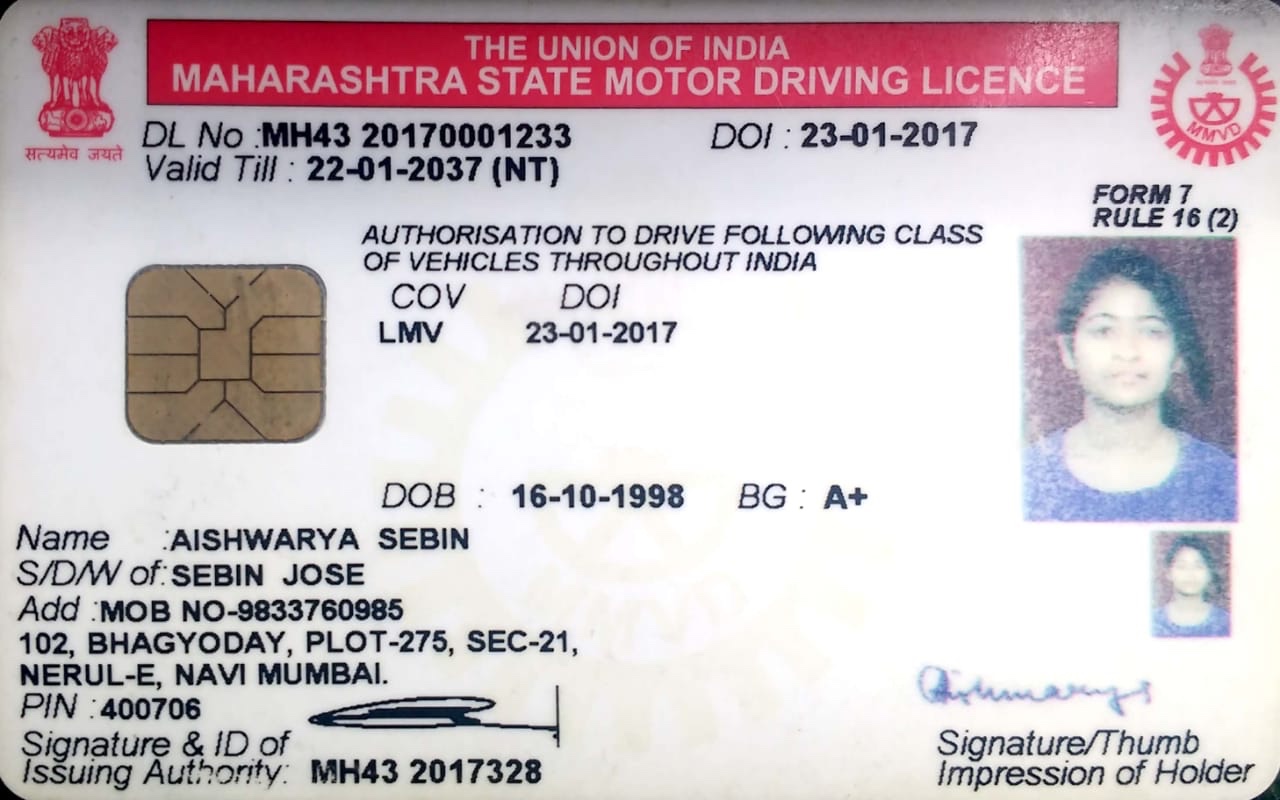 THE UNION OF INDIA
MAHARASHTRA STATE MOTOR DRIVING LICENCE
सत्यमेव जयते
MMVD
DL No :MH43 20170001233 DOI : 23-01-2017
Valid Till : 22-01-2037 (NT)
FORM 7
RULE 16 (2)
AUTHORISATION TO DRIVE FOLLOWING CLASS
OF VEHICLES THROUGHOUT INDIA
COV DOI
LMV 23-01-2017
DOB : 16-10-1998 BG : A+
Name :AISHWARYA SEBIN
S/D/W of:SEBIN JOSE
Add :MOB NO-9833760985
102, BHAGYODAY, PLOT-275, SEC-21,
NERUL-E, NAVI MUMBAI.
PIN :400706
Signature & ID of
Issuing Authority: MH43 2017328
Signature/Thumb
Impression of Holder